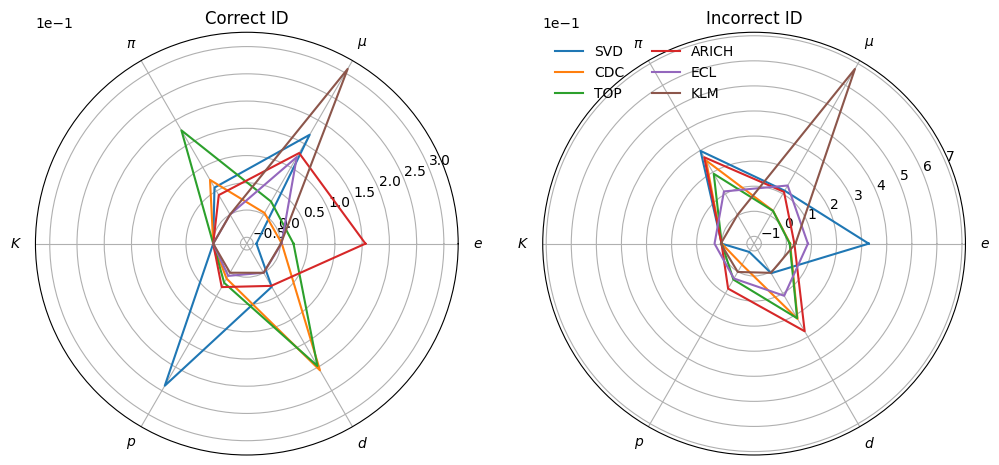 Correct ID
1e−1
e
μ
π
K
p
d
−0.5
0.0
0.5
1.0
1.5
2.0
2.5
3.0
Incorrect ID
1e−1
SVD
CDC
TOP
ARICH
ECL
KLM
e
μ
π
K
p
d
−1
0
1
2
3
4
5
6
7